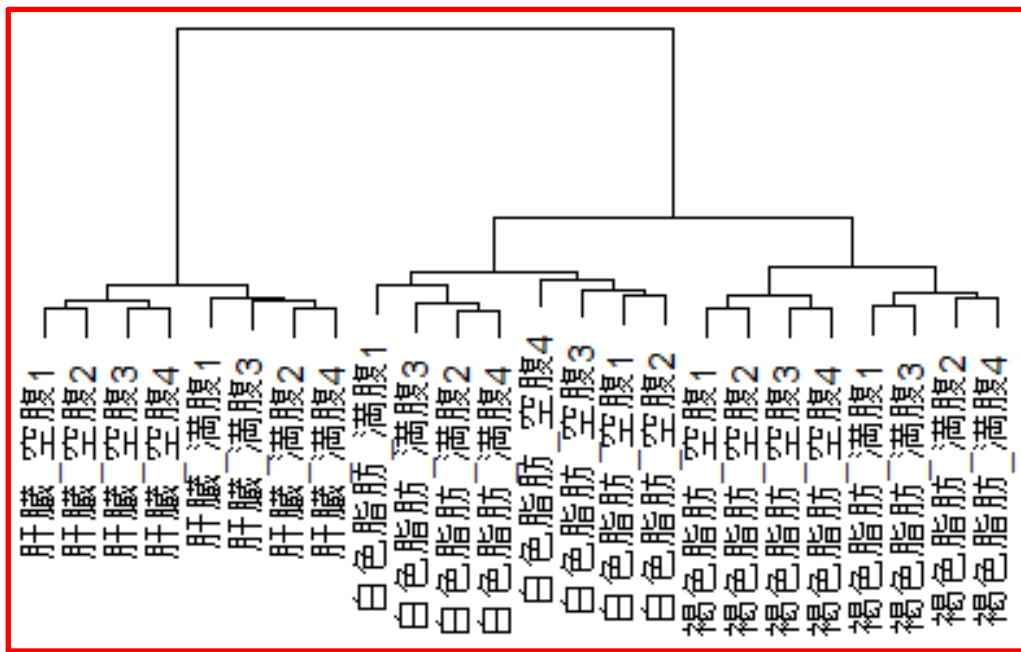 肝臓_空腹1
肝臓_空腹2
肝臓_空腹3
肝臓_空腹4
肝臓_満腹1
肝臓_満腹3
肝臓_満腹2
肝臓_満腹4
白色脂肪_満腹1
白色脂肪_満腹3
白色脂肪_満腹2
白色脂肪_満腹4
白色脂肪_空腹4
白色脂肪_空腹3
白色脂肪_空腹1
白色脂肪_空腹2
褐色脂肪_空腹1
褐色脂肪_空腹2
褐色脂肪_空腹3
褐色脂肪_空腹4
褐色脂肪_満腹1
褐色脂肪_満腹3
褐色脂肪_満腹2
褐色脂肪_満腹4